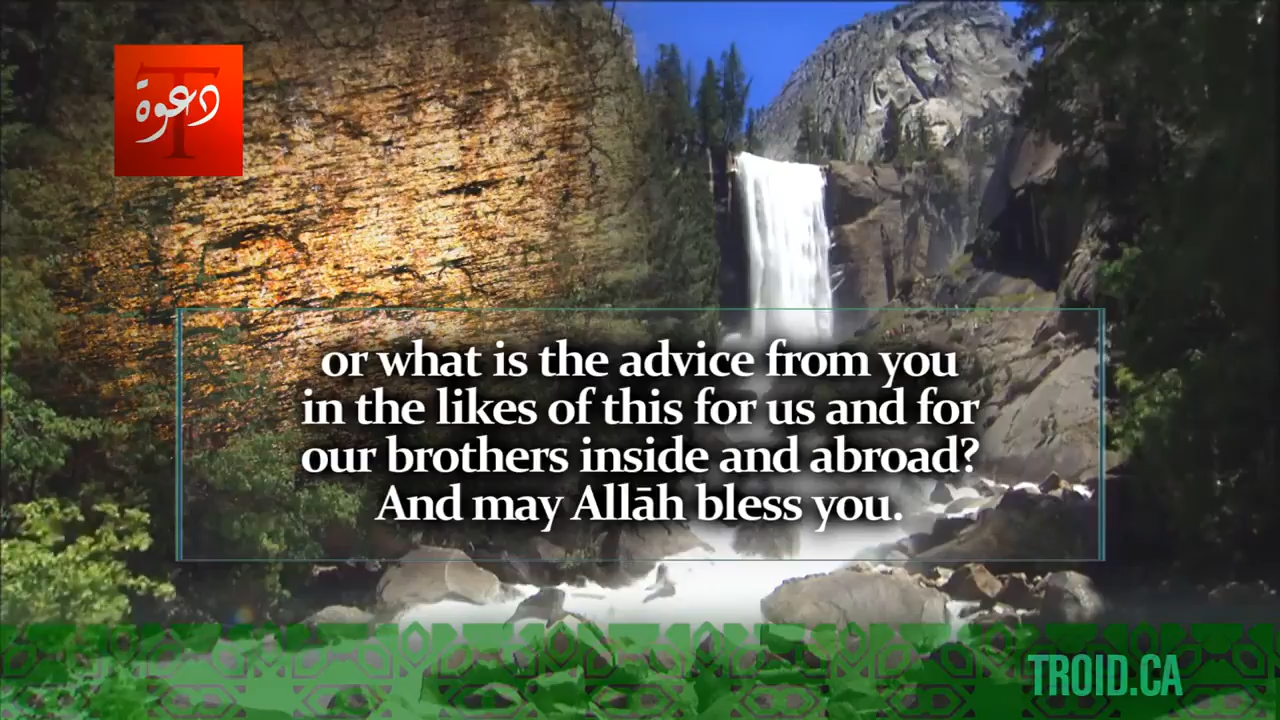 T
دعوة
or what is the advice from you
in the likes of this for us and for
our brothers inside and abroad?
And may Allāh bless you.
TROID.CA